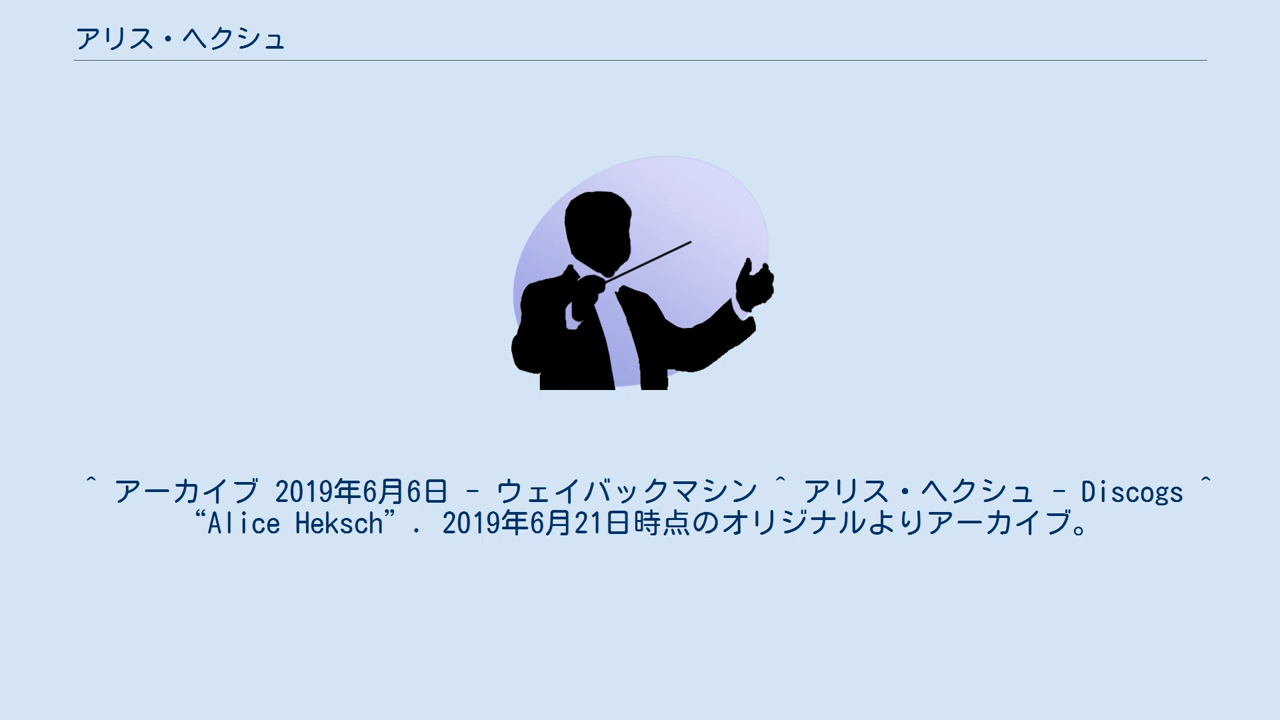 アリス・ヘクシュ
^ アーカイブ 2019年6月6日 - ウェイバックマシン ^ アリス・ヘクシュ - Discogs ^
“Alice Heksch”. 2019年6月21日時点のオリジナルよりアーカイブ。